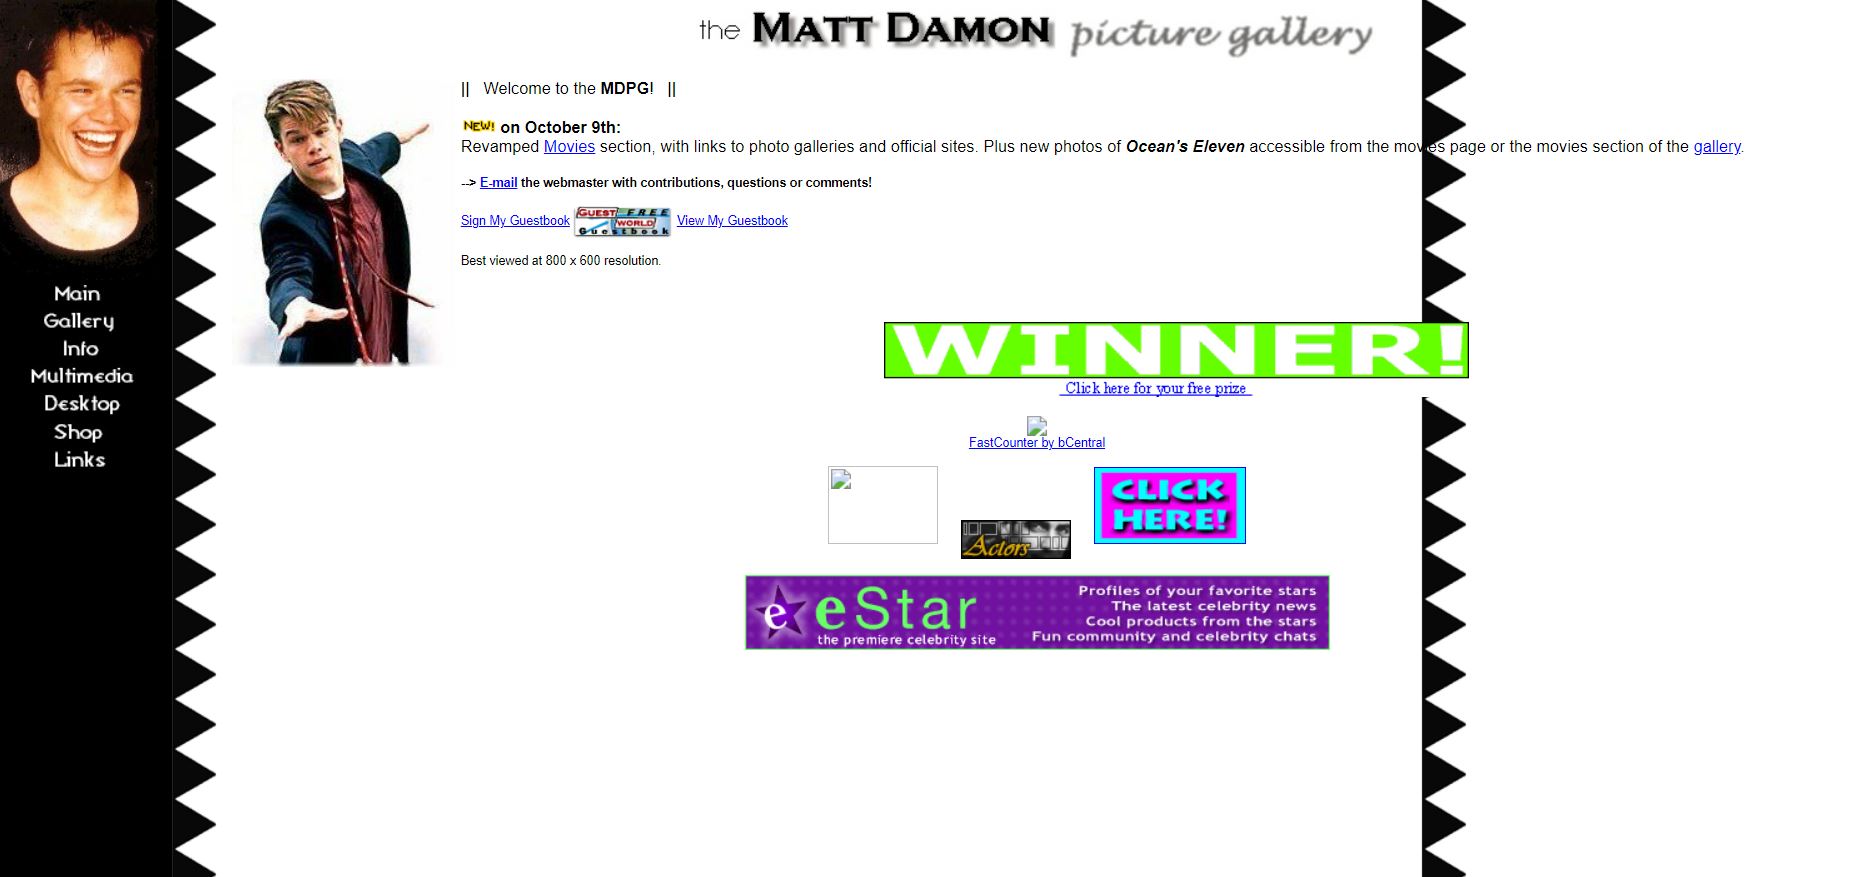 the MATT DAMON picture gallery
|| Welcome to the MDPG! ||
NEW! on October 9th:
Revamped Movies section, with links to photo galleries and official sites. Plus new photos of Ocean's Eleven accessible from the movies page or the movies section of the gallery.
--> E-mail the webmaster with contributions, questions or comments!
Sign My Guestbook GUEST FREE WORLD Guestbook View My Guestbook
Best viewed at 800 x 600 resolution.
Main
Gallery
Info
Multimedia
Desktop
Shop
Links
WINNER!
Click here for your free prize
FastCounter by bCentral
Actors
CLICK
HERE!
e eStar
the premiere celebrity site
Profiles of your favorite stars
The latest celebrity news
Cool products from the stars
Fun community and celebrity chats